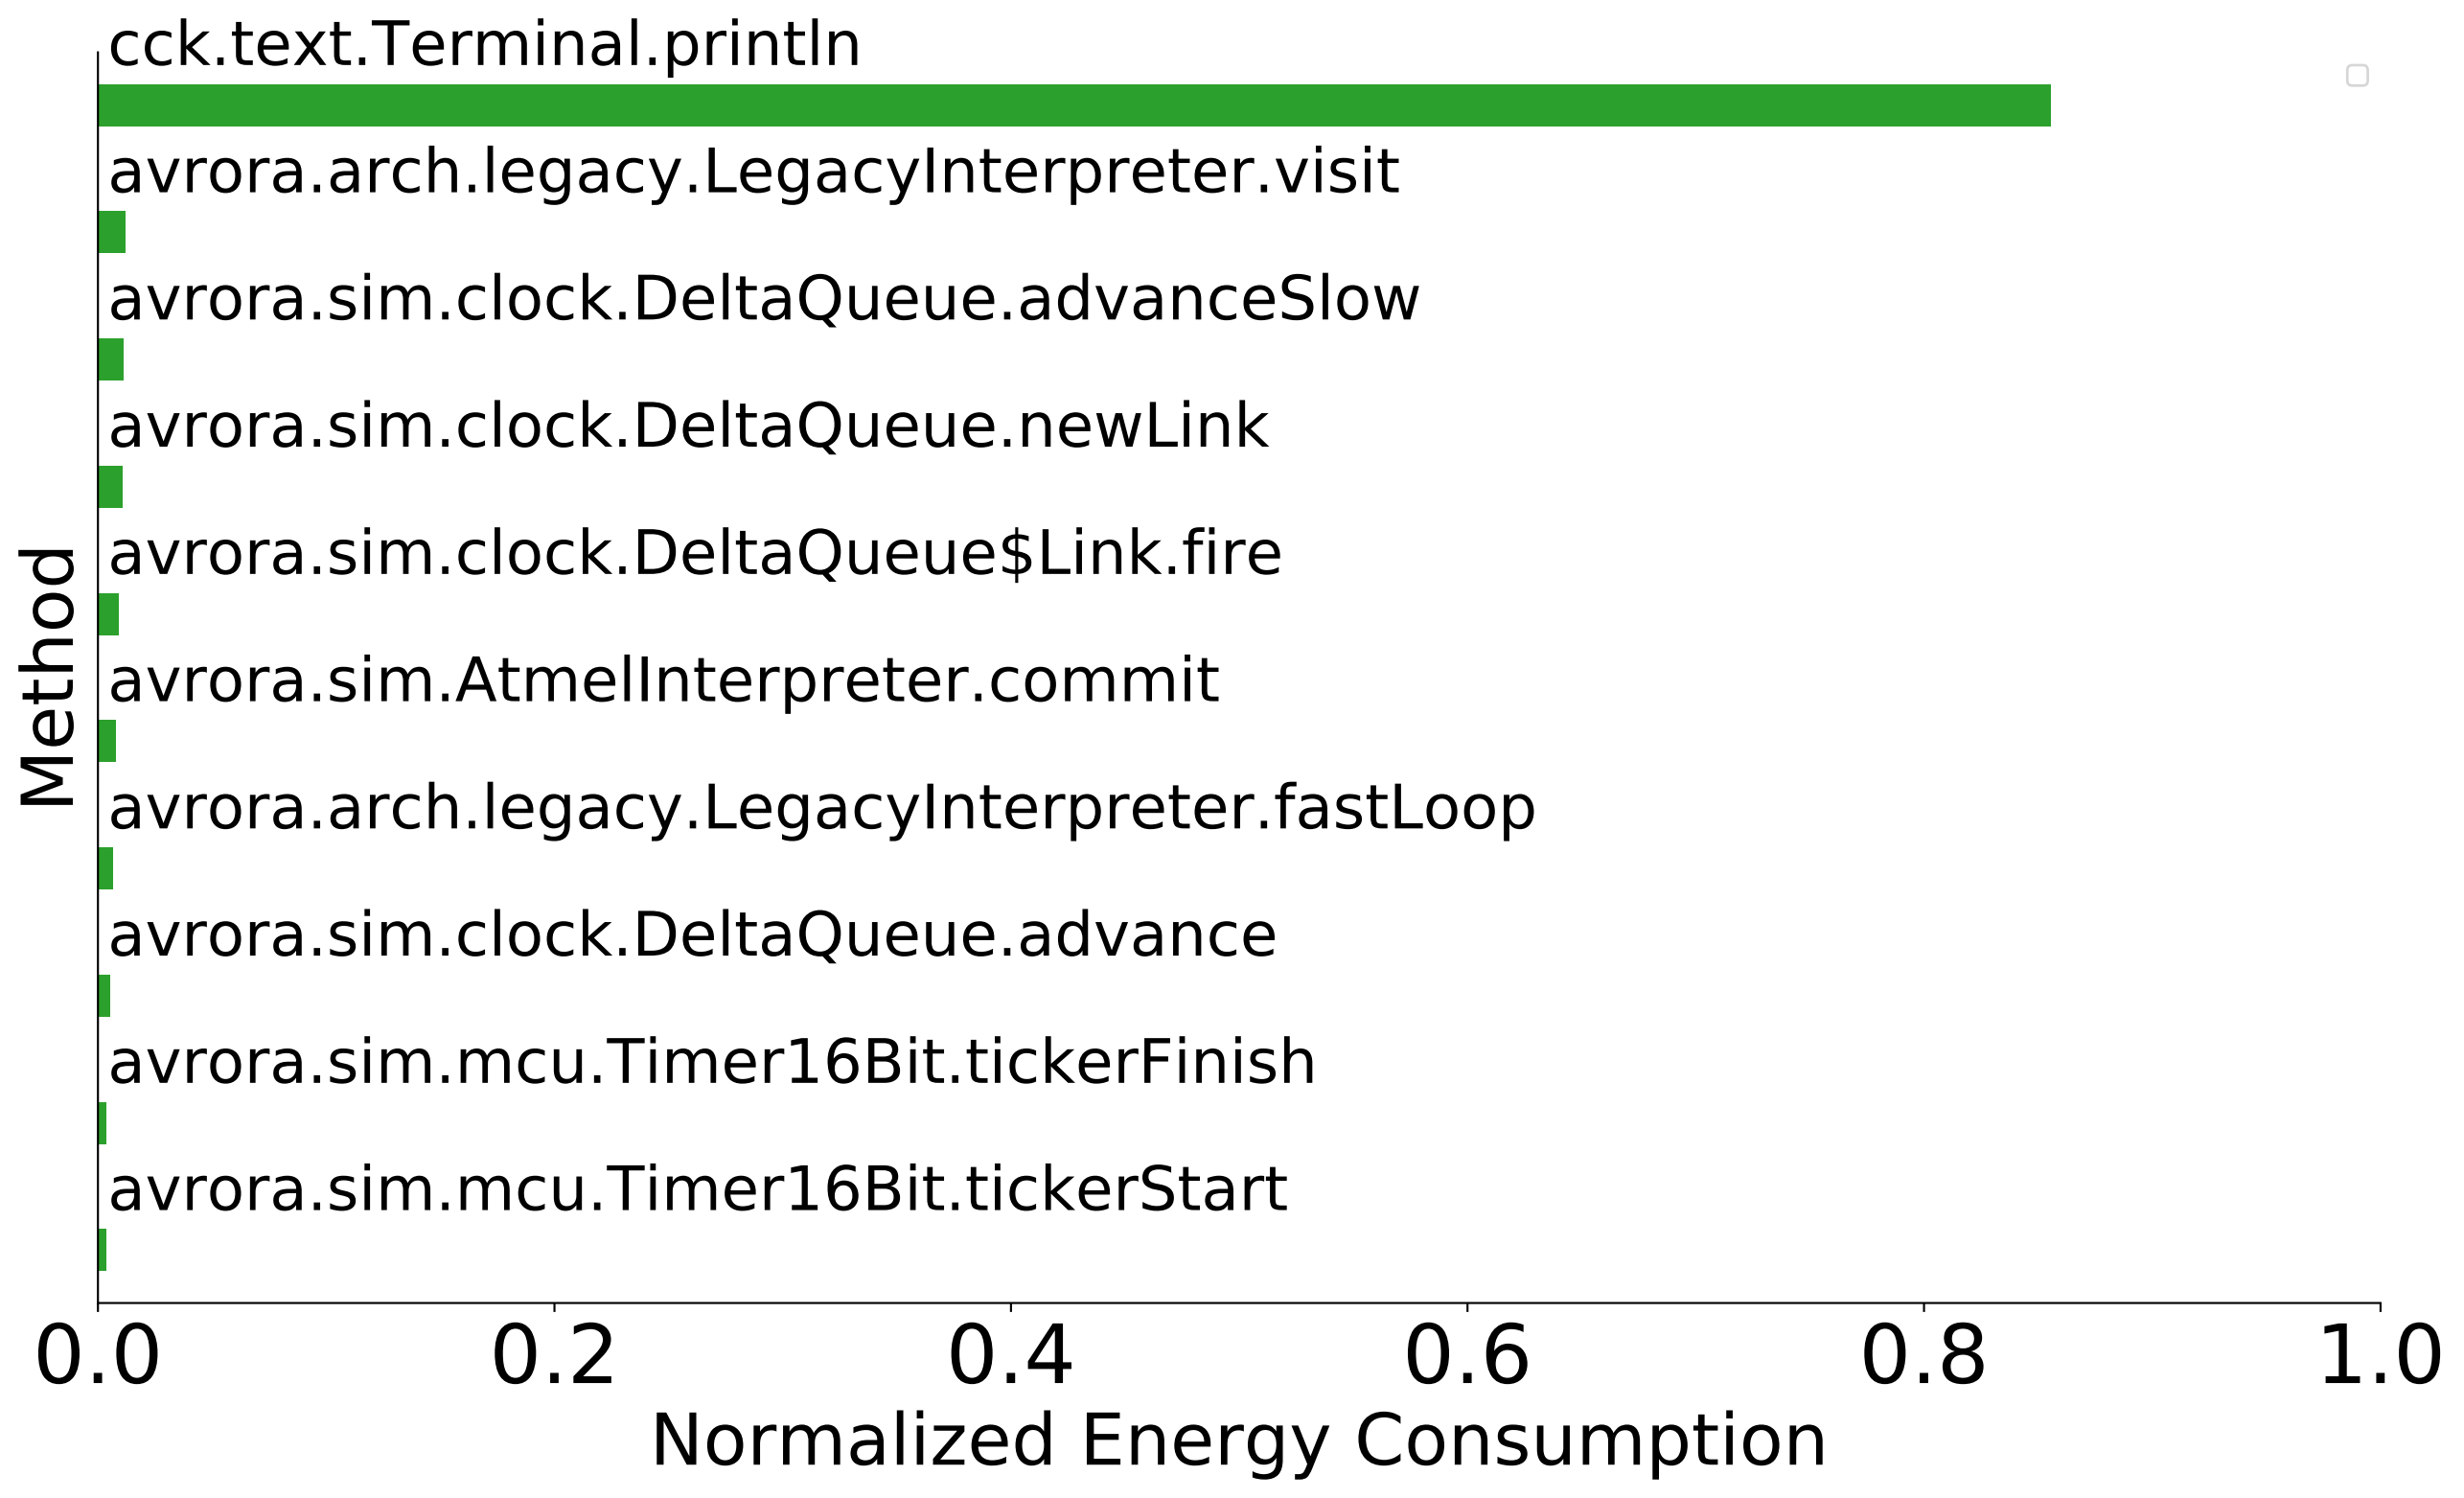 cck.text.Terminal.println
avrora.arch.legacy.LegacyInterpreter.visit
avrora.sim.clock.DeltaQueue.advanceSlow
avrora.sim.clock.DeltaQueue.newLink
avrora.sim.clock.DeltaQueue$Link.fire
avrora.sim.AtmelInterpreter.commit
avrora.arch.legacy.LegacyInterpreter.fastLoop
avrora.sim.clock.DeltaQueue.advance
avrora.sim.mcu.Timer16Bit.tickerFinish
avrora.sim.mcu.Timer16Bit.tickerStart
Method
0.0 0.2 0.4 0.6 0.8 1.0
Normalized Energy Consumption